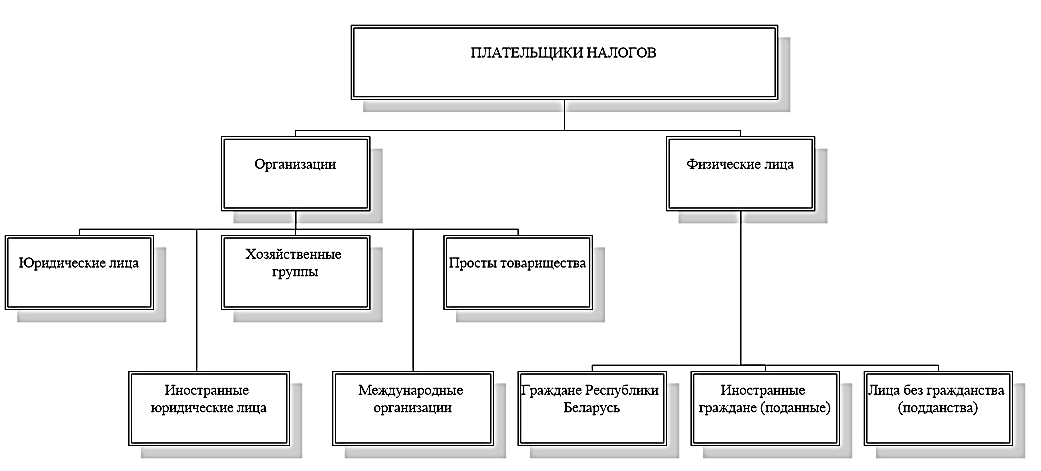 ПЛАТЕЛЬЩИКИ НАЛОГОВ
Организации
Физические лица
Юридические лица
Хозяйственные
группы
Просты товарищества
Иностранные
юридические лица
Международные
организации
Граждане Республики
Беларусь
Иностранные
граждане (поданные)
Лица без гражданства
(подданства)